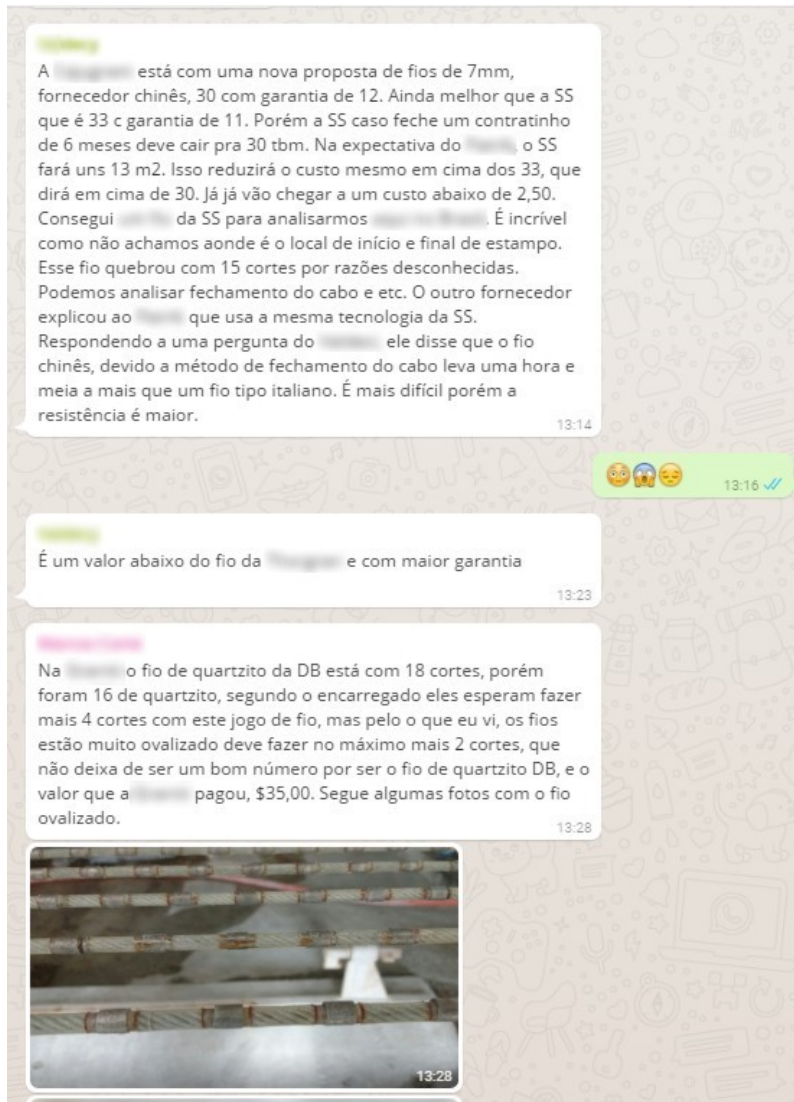 A está com uma nova proposta de fios de 7mm,
fornecedor chinês, 30 com garantia de 12. Ainda melhor que a SS
que é 33 c garantia de 11. Porém a SS caso feche um contratinho
de 6 meses deve cair pra 30 tbm. Na expectativa do , o SS
fará uns 13 m2. Isso reduzirá o custo mesmo em cima dos 33, que
dirá em cima de 30. Já já vão chegar a um custo abaixo de 2,50.
Consegui da SS para analisarmos . É incrível
como não achamos aonde é o local de início e final de estampo.
Esse fio quebrou com 15 cortes por razões desconhecidas.
Podemos analisar fechamento do cabo e etc. O outro fornecedor
explicou ao que usa a mesma tecnologia da SS.
Respondendo a uma pergunta do ele disse que o fio
chinês, devido a método de fechamento do cabo leva uma hora e
meia a mais que um fio tipo italiano. É mais difícil porém a
resistência é maior.
13:14
😳😱😔 13:16
É um valor abaixo do fio da e com maior garantia
13:23
Na o fio de quartzito da DB está com 18 cortes, porém
foram 16 de quartzito, segundo o encarregado eles esperam fazer
mais 4 cortes com este jogo de fio, mas pelo o que eu vi, os fios
estão muito ovalizado deve fazer no máximo mais 2 cortes, que
não deixa de ser um bom número por ser o fio de quartzito DB, e o
valor que a pagou, $35,00. Segue algumas fotos com o fio
ovalizado.
13:28
13:28